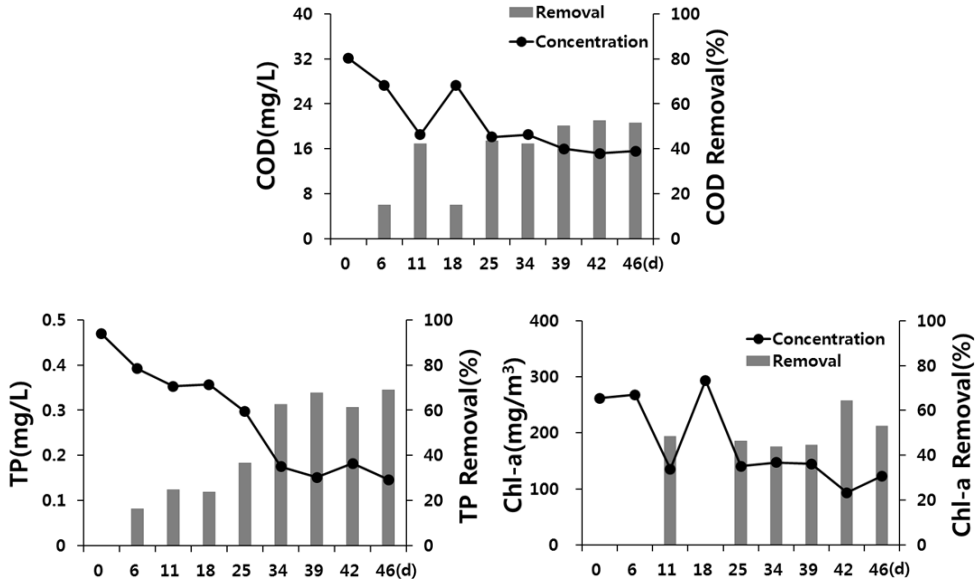 COD(mg/L)
40
32
24
16
8
0
Removal
Concentration
100
80
60
40
20
0
COD Removal(%)
0 6 11 18 25 34 39 42 46(d)
TP(mg/L)
0.5
0.4
0.3
0.2
0.1
0
100
80
60
40
20
0
TP Removal(%)
0 6 11 18 25 34 39 42 46(d)
Chl-a(mg/m³)
400
300
200
100
0
Concentration
Removal
100
80
60
40
20
0
Chl-a Removal(%)
0 6 11 18 25 34 39 42 46(d)